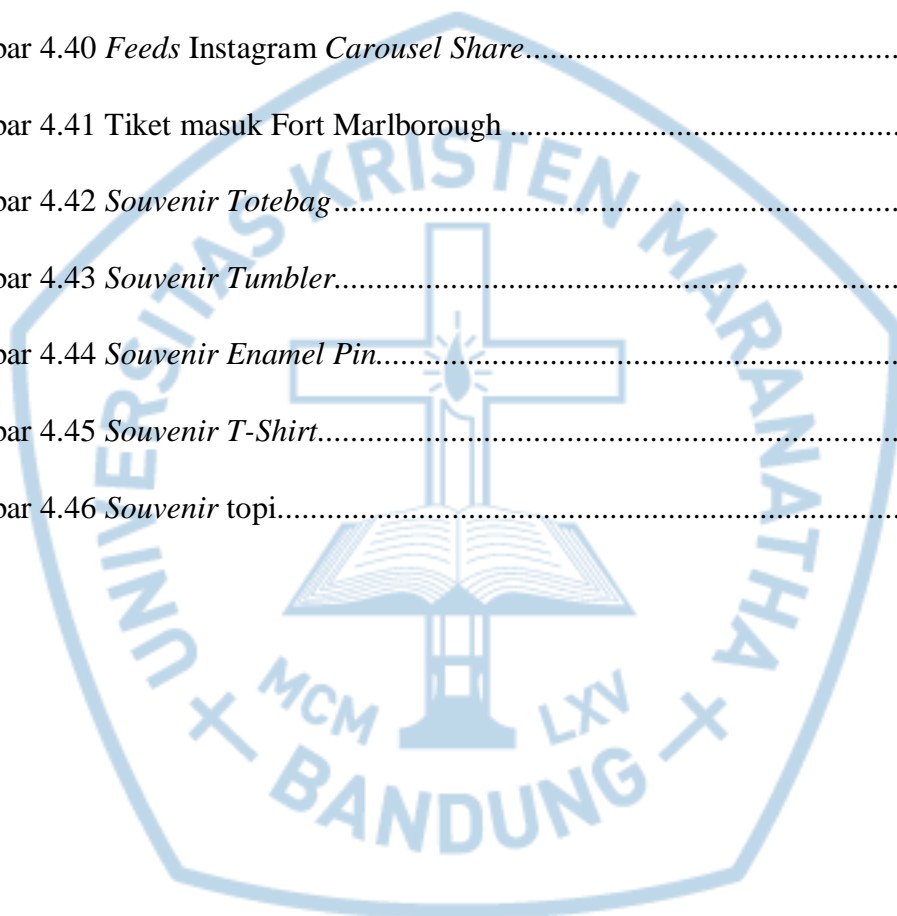 bar 4.40 Feeds Instagram Carousel Share....................................................
bar 4.41 Tiket masuk Fort Marlborough ......................................................
bar 4.42 Souvenir Totebag...........................................................................
bar 4.43 Souvenir Tumbler...........................................................................
bar 4.44 Souvenir Enamel Pin......................................................................
bar 4.45 Souvenir T-Shirt.............................................................................
bar 4.46 Souvenir topi..................................................................................
UNIVERSITAS KRISTEN MARANATHA
MCM LXV
BANDUNG